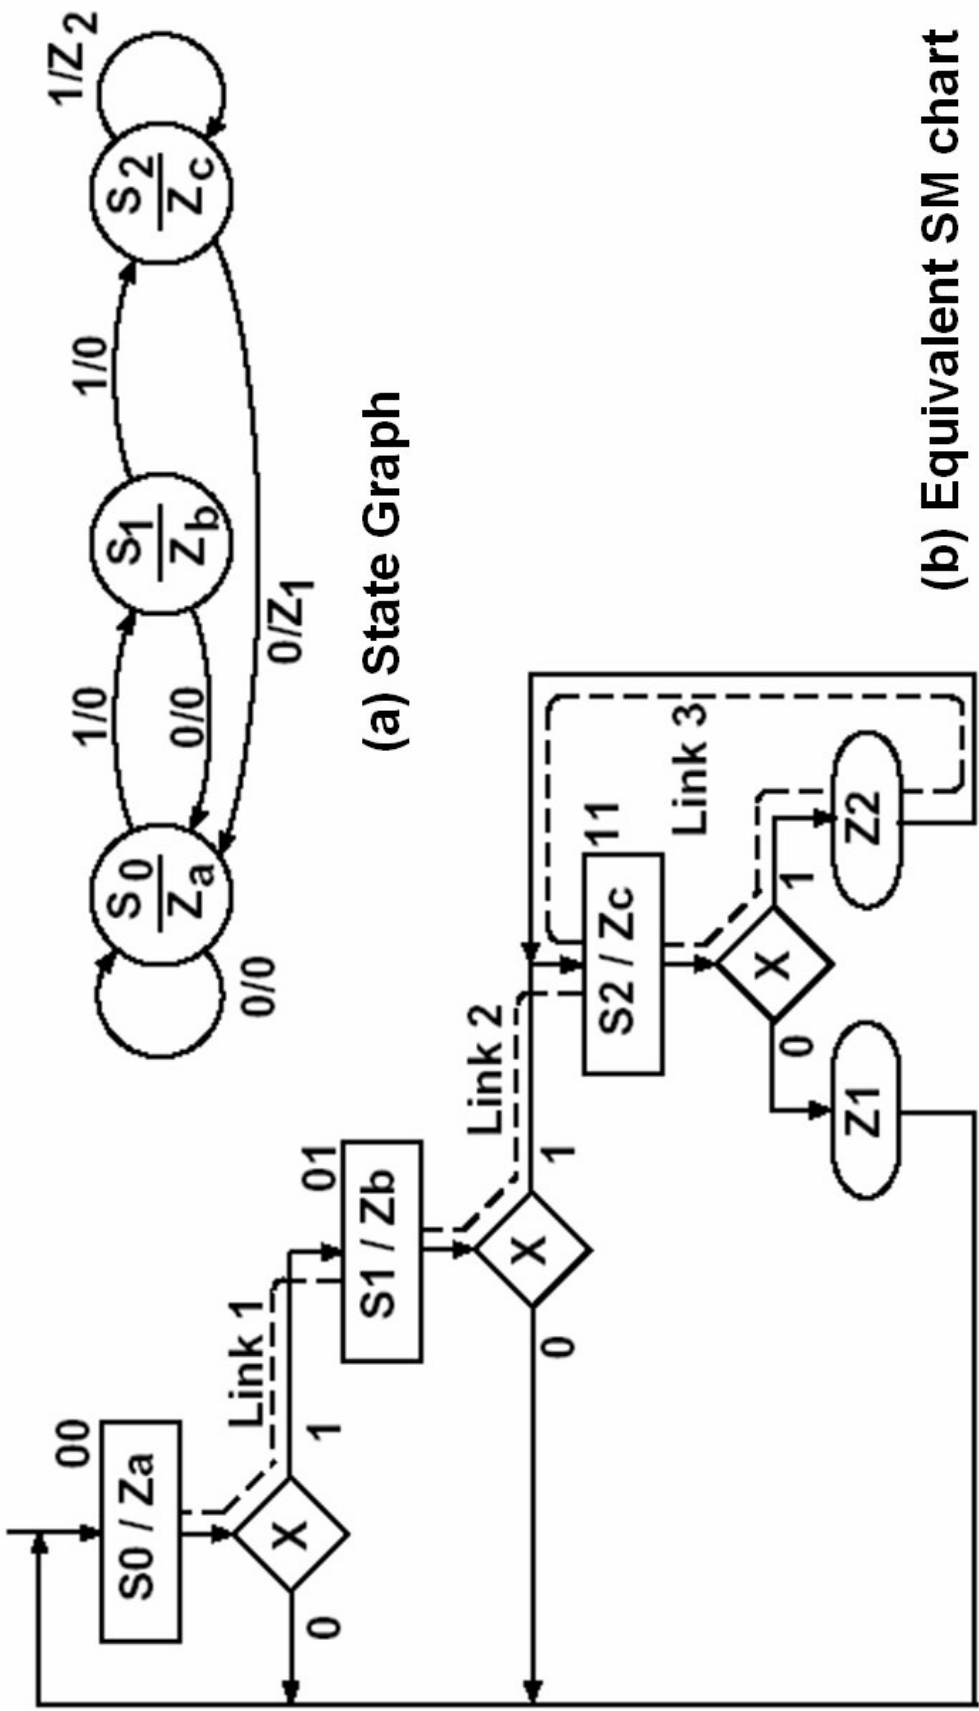 1/0
1/0
1/Z2
S0
Za
S1
Zb
S2
Zc
0/0
0/0
0/Z1
(a) State Graph
00
S0 / Za
Link 1
0
X
1
01
S1 / Zb
Link 2
0
X
1
11
S2 / Zc
Link 3
0
X
1
Z1
Z2
(b) Equivalent SM chart